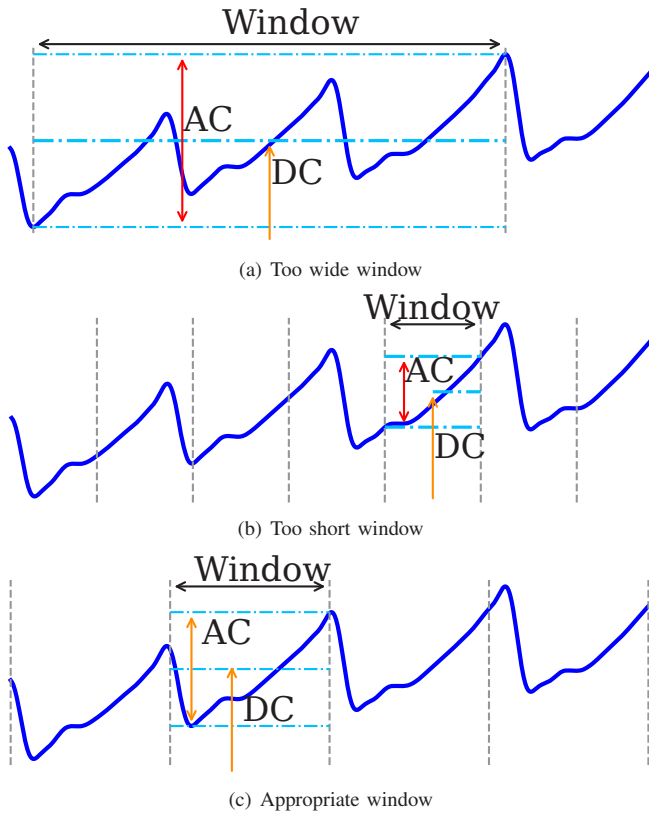 Window
AC
DC
(a) Too wide window
Window
AC
DC
(b) Too short window
Window
AC
DC
(c) Appropriate window